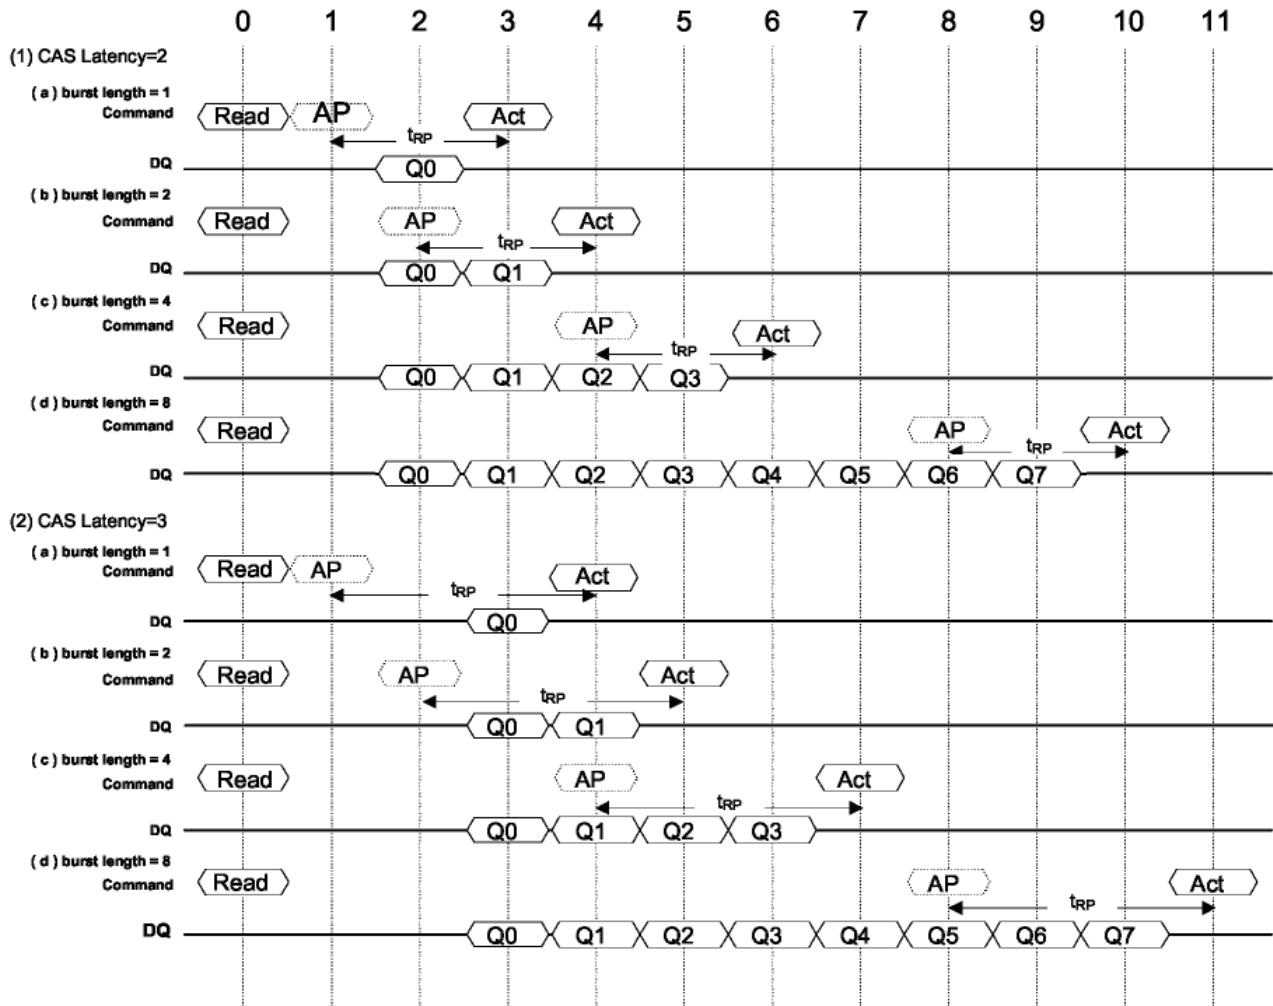 0 1 2 3 4 5 6 7 8 9 10 11
(1) CAS Latency=2
( a ) burst length = 1
Command Read AP Act
tRP
DQ Q0
( b ) burst length = 2
Command Read AP Act
tRP
DQ Q0 Q1
( c ) burst length = 4
Command Read AP Act
tRP
DQ Q0 Q1 Q2 Q3
( d ) burst length = 8
Command Read AP Act
tRP
DQ Q0 Q1 Q2 Q3 Q4 Q5 Q6 Q7
(2) CAS Latency=3
( a ) burst length = 1
Command Read AP Act
tRP
DQ Q0
( b ) burst length = 2
Command Read AP Act
tRP
DQ Q0 Q1
( c ) burst length = 4
Command Read AP Act
tRP
DQ Q0 Q1 Q2 Q3
( d ) burst length = 8
Command Read AP Act
tRP
DQ Q0 Q1 Q2 Q3 Q4 Q5 Q6 Q7